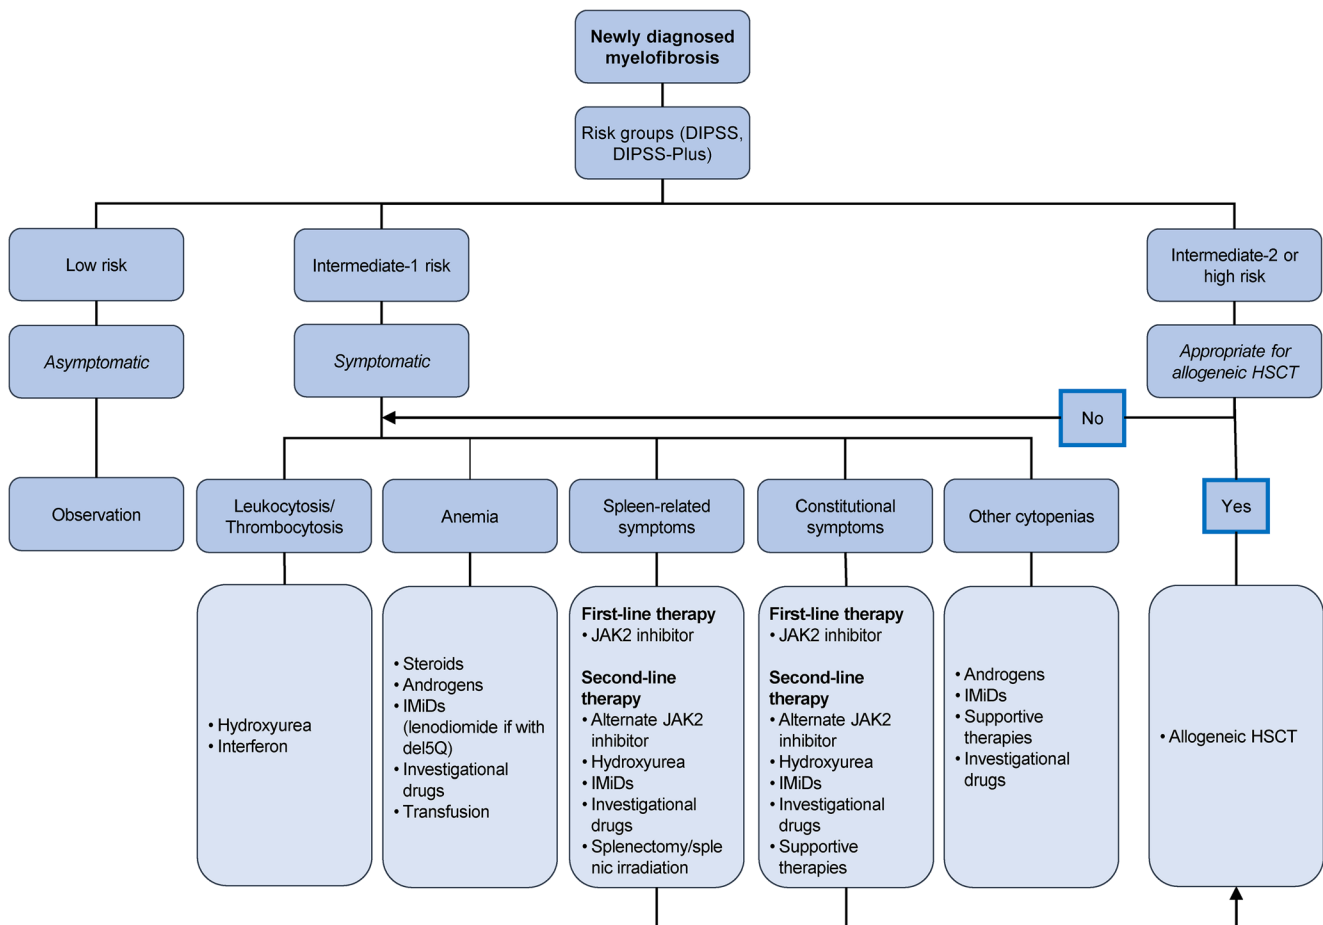 Newly diagnosed
myelofibrosis
Risk groups (DIPSS,
DIPSS-Plus)
Low risk
Intermediate-1 risk
Intermediate-2 or
high risk
Asymptomatic
Symptomatic
Appropriate for
allogeneic HSCT
No
Yes
Observation
Leukocytosis/
Thrombocytosis
Anemia
Spleen-related
symptoms
Constitutional
symptoms
Other cytopenias
• Hydroxyurea
• Interferon
• Steroids
• Androgens
• IMiDs
(lenodiomide if with
del5Q)
• Investigational
drugs
• Transfusion
First-line therapy
• JAK2 inhibitor
Second-line
therapy
• Alternate JAK2
inhibitor
• Hydroxyurea
• IMiDs
• Investigational
drugs
• Splenectomy/sple
nic irradiation
First-line therapy
• JAK2 inhibitor
Second-line
therapy
• Alternate JAK2
inhibitor
• Hydroxyurea
• IMiDs
• Investigational
drugs
• Supportive
therapies
• Androgens
• IMiDs
• Supportive
therapies
• Investigational
drugs
• Allogeneic HSCT